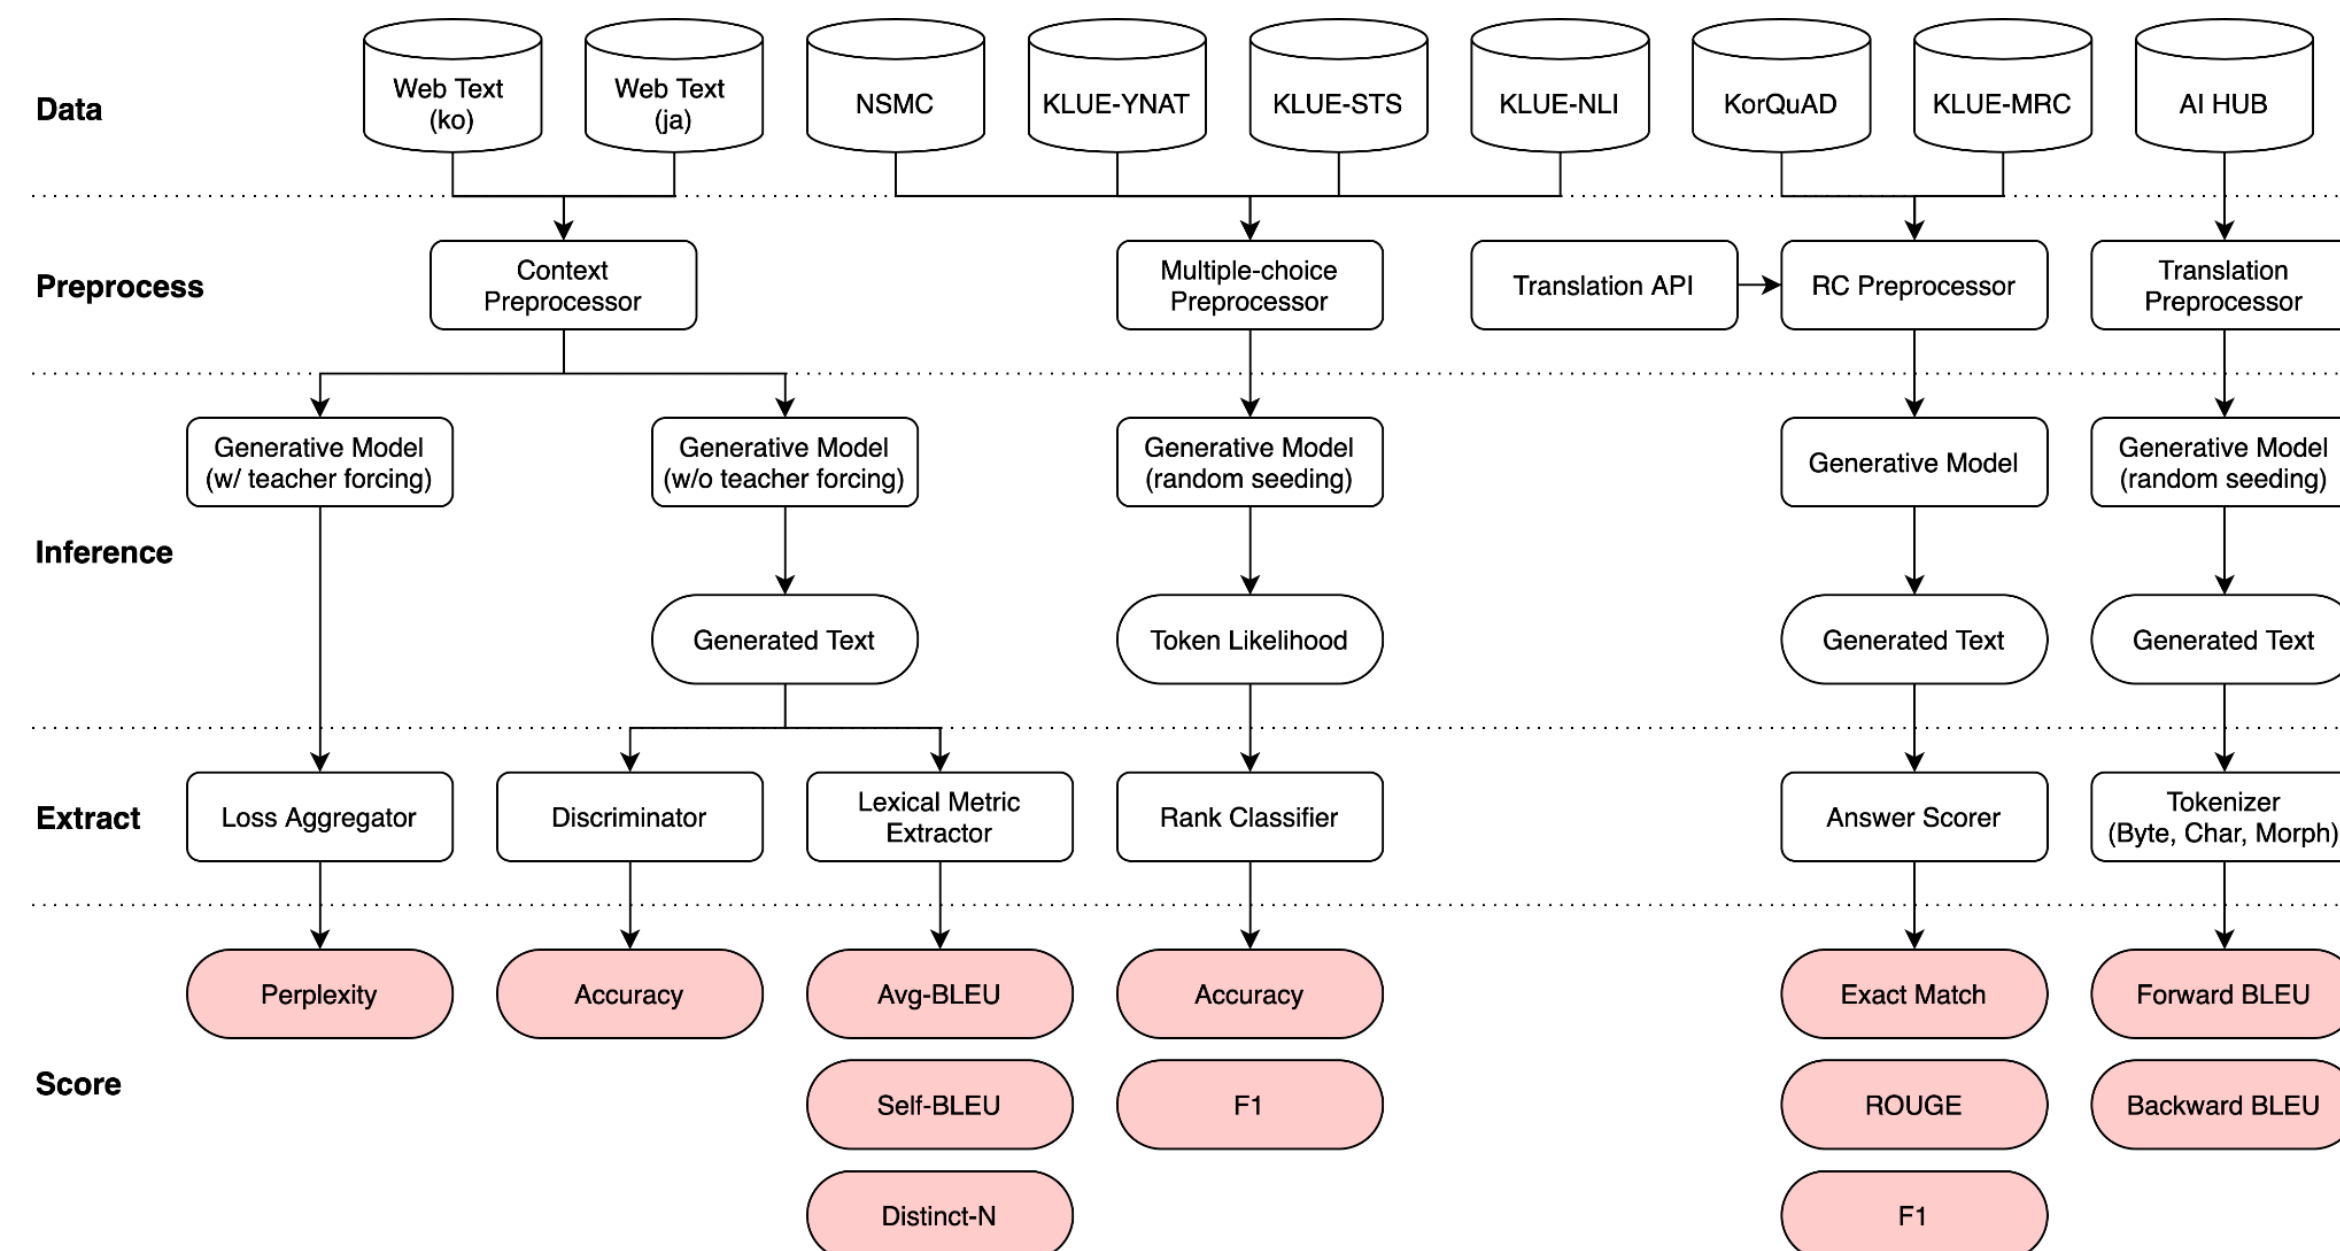 Data
Web Text
(ko)
Web Text
(ja)
NSMC
KLUE-YNAT
KLUE-STS
KLUE-NLI
KorQuAD
KLUE-MRC
AI HUB
Preprocess
Context
Preprocessor
Multiple-choice
Preprocessor
Translation API
RC Preprocessor
Translation
Preprocessor
Inference
Generative Model
(w/ teacher forcing)
Generative Model
(w/o teacher forcing)
Generative Model
(random seeding)
Generative Model
Generative Model
(random seeding)
Generated Text
Token Likelihood
Generated Text
Generated Text
Extract
Loss Aggregator
Discriminator
Lexical Metric
Extractor
Rank Classifier
Answer Scorer
Tokenizer
(Byte, Char, Morph)
Score
Perplexity
Accuracy
Avg-BLEU
Accuracy
Exact Match
Forward BLEU
Self-BLEU
F1
ROUGE
Backward BLEU
Distinct-N
F1